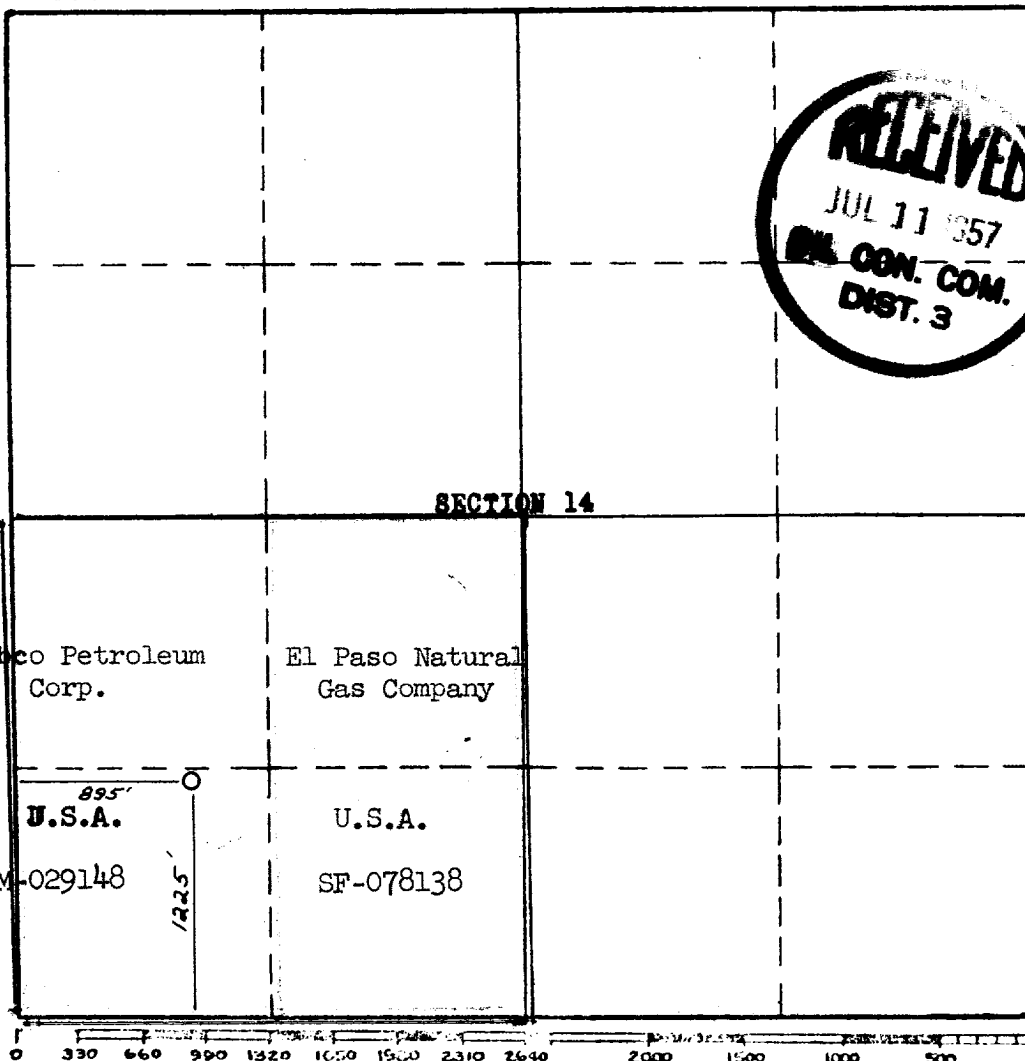 RECEIVED
JUL 11 1957
CON. COM.
DIST. 3
SECTION 14
co Petroleum
Corp.
El Paso Natural
Gas Company
895'
U.S.A.
U.S.A.
-029148
SF-078138
1225'
0 330 660 990 1320 1650 1980 2310 2640 2000 1500 1000 500